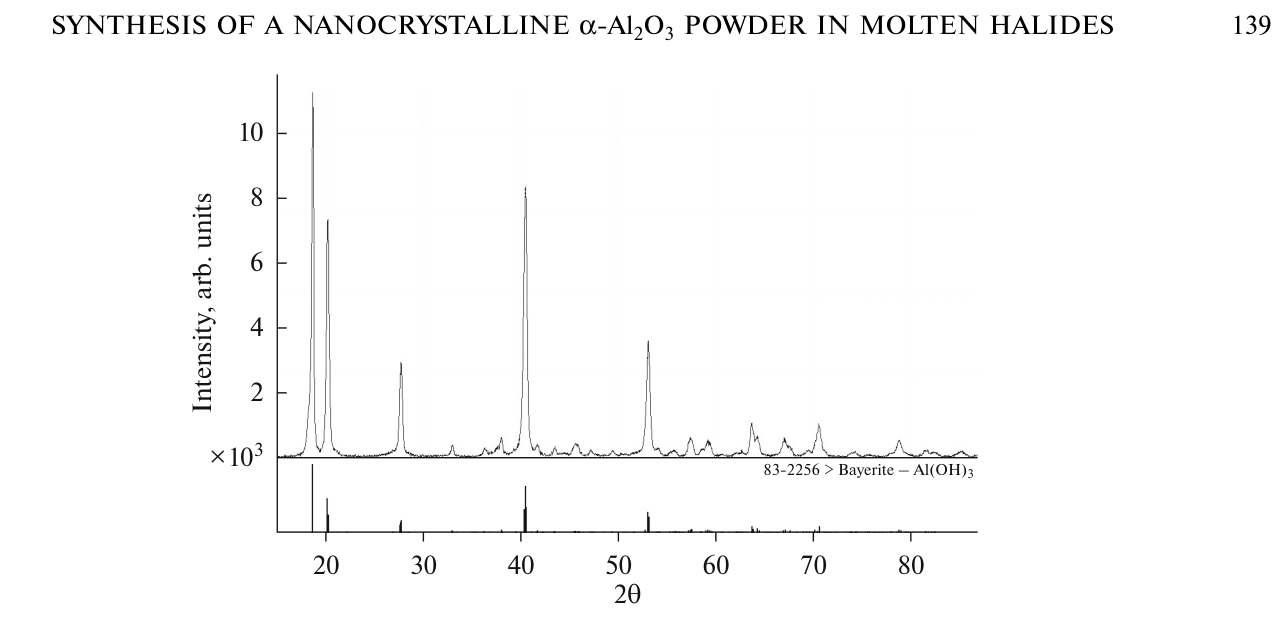 SYNTHESIS OF A NANOCRYSTALLINE α-Al₂O₃ POWDER IN MOLTEN HALIDES 139
10
8
6
4
2
×10³
Intensity, arb. units
83-2256 > Bayerite – Al(OH)₃
20 30 40 50 60 70 80
2θ